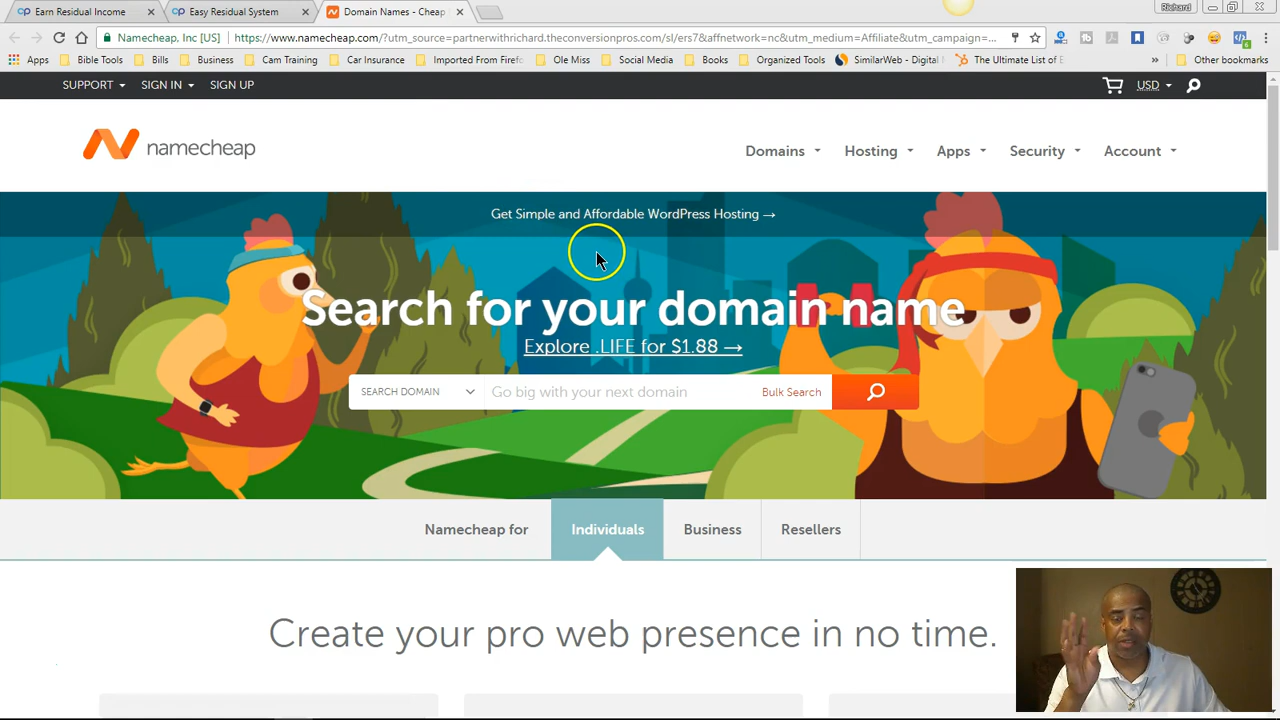 Earn Residual Income
Easy Residual System
Domain Names - Cheap
Richard
Namecheap, Inc [US]
https://www.namecheap.com/?utm_source=partnerwithrichard.theconversionpros.com/sl/ers7&affnetwork=nc&utm_medium=Affiliate&utm_campaign=...
Apps
Bible Tools
Bills
Business
Cam Training
Car Insurance
Imported From Firef
Ole Miss
Social Media
Books
Organized Tools
SimilarWeb - Digital
The Ultimate List of
»
Other bookmarks
SUPPORT
SIGN IN
SIGN UP
USD
namecheap
Domains
Hosting
Apps
Security
Account
Get Simple and Affordable WordPress Hosting →
Search for your domain name
Explore .LIFE for $1.88 →
SEARCH DOMAIN
Go big with your next domain
Bulk Search
Namecheap for
Individuals
Business
Resellers
Create your pro web presence in no time.